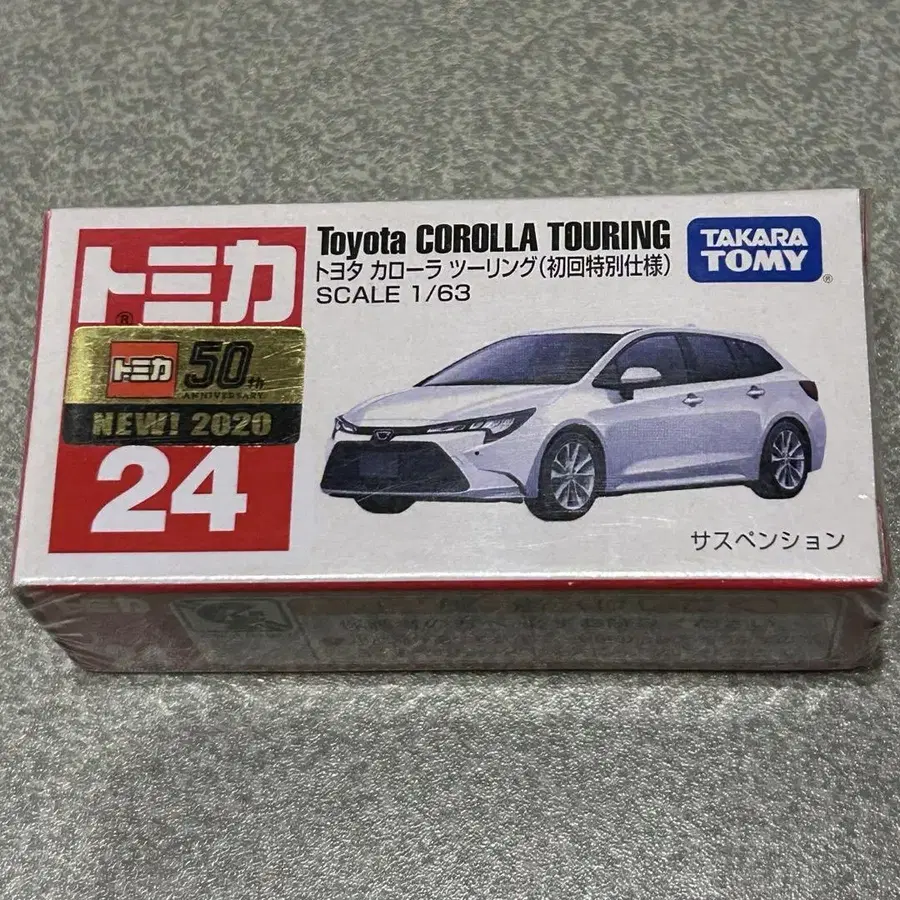 Toyota COROLLA TOURING
トヨタ カローラ ツーリング(初回特別仕様)
SCALE 1/63
TAKARA
TOMY
®
トミカ
®
トミカ
50th
ANNIVERSARY
NEW! 2020
24
サスペンション